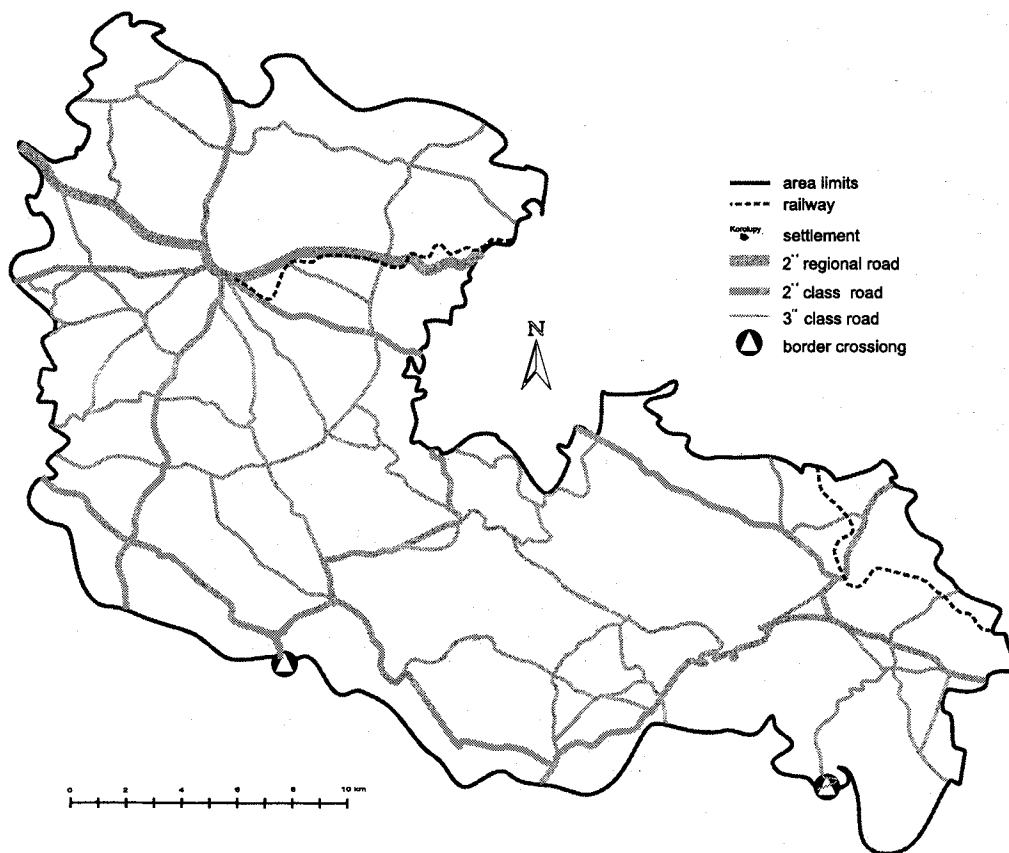 area limits
railway
Korolupy
settlement
2" regional road
2" class road
3" class road
border crossiong
N
0 2 4 6 8 10 km